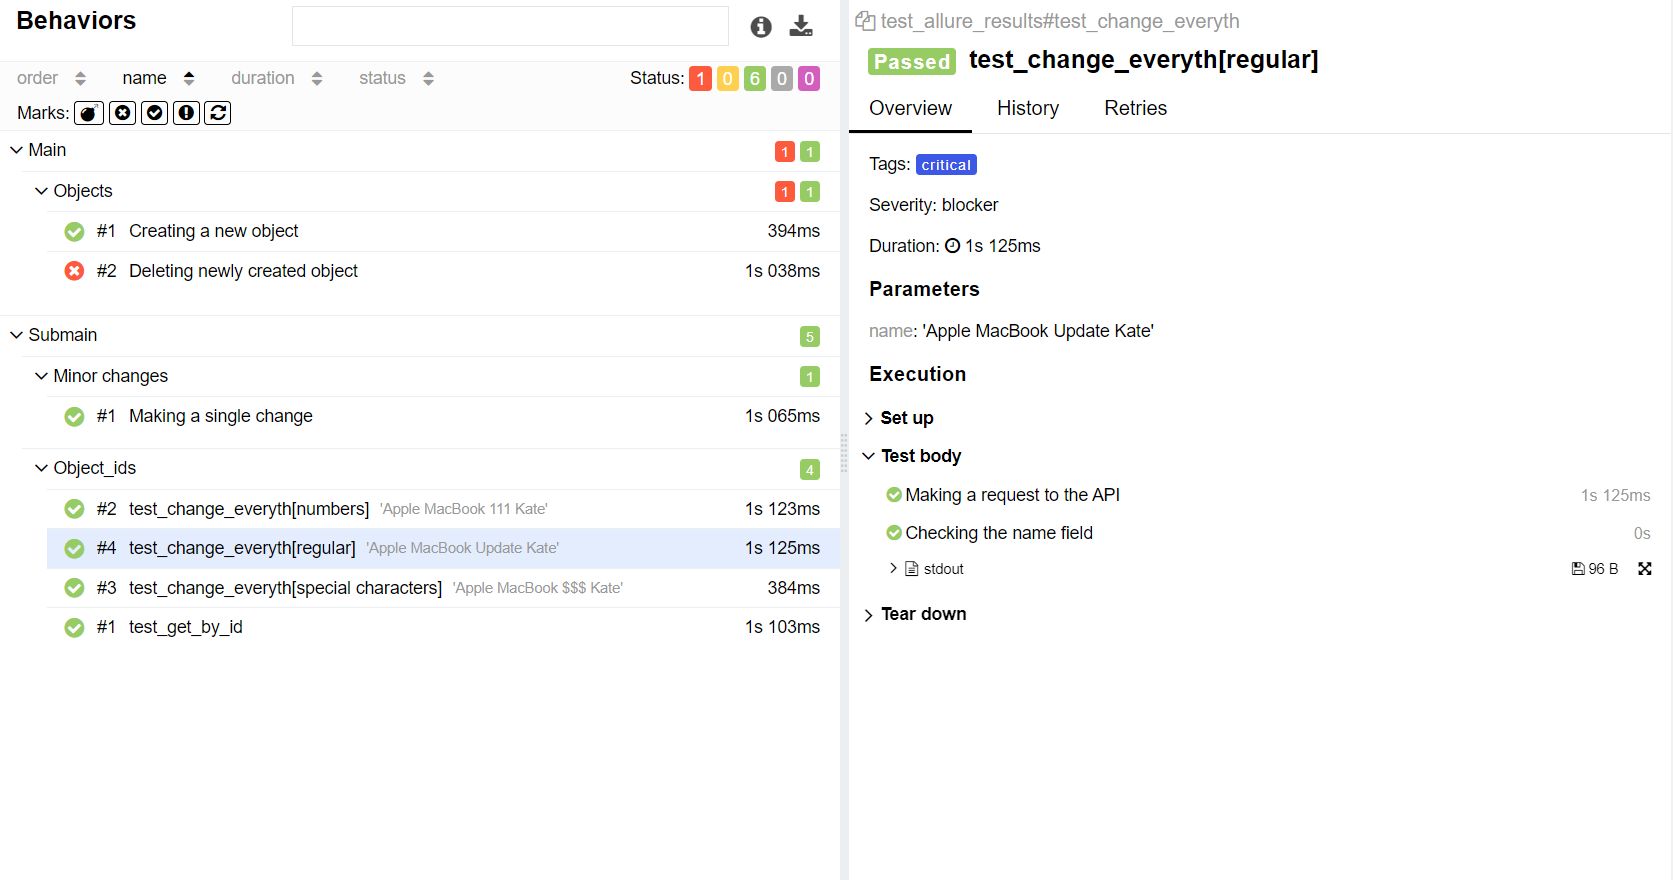 Behaviors
order name duration status Status: 1 0 6 0 0
Marks:
Main 1 1
Objects 1 1
#1 Creating a new object 394ms
#2 Deleting newly created object 1s 038ms
Submain 5
Minor changes 1
#1 Making a single change 1s 065ms
Object_ids 4
#2 test_change_everyth[numbers] 'Apple MacBook 111 Kate' 1s 123ms
#4 test_change_everyth[regular] 'Apple MacBook Update Kate' 1s 125ms
#3 test_change_everyth[special characters] 'Apple MacBook $$$ Kate' 384ms
#1 test_get_by_id 1s 103ms
test_allure_results#test_change_everyth
Passed test_change_everyth[regular]
Overview History Retries
Tags: critical
Severity: blocker
Duration: 1s 125ms
Parameters
name: 'Apple MacBook Update Kate'
Execution
Set up
Test body
Making a request to the API 1s 125ms
Checking the name field 0s
stdout 96 B
Tear down